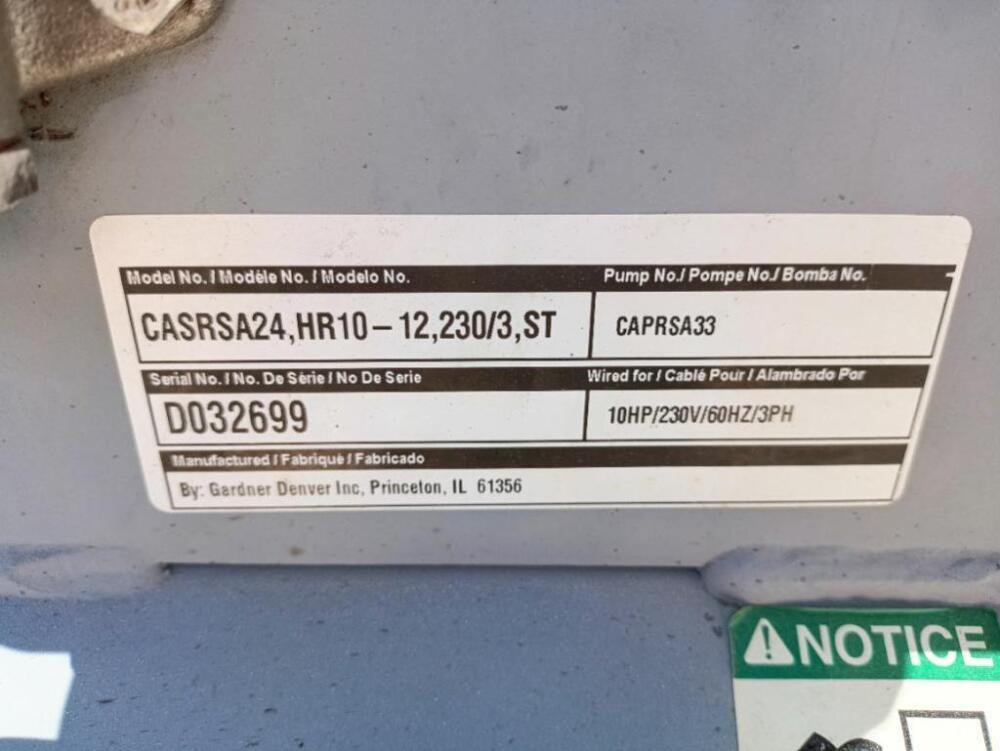 Model No. / Modéle No. / Modelo No. Pump No./ Pompe No./ Bomba No.
CASRSA24,HR10-12,230/3,ST CAPRSA33
Serial No. / No. De Série / No De Serie Wired for / Cablé Pour / Alambrado Por
D032699 10HP/230V/60HZ/3PH
Manufactured / Fabriqué / Fabricado
By: Gardner Denver Inc, Princeton, IL 61356
NOTICE